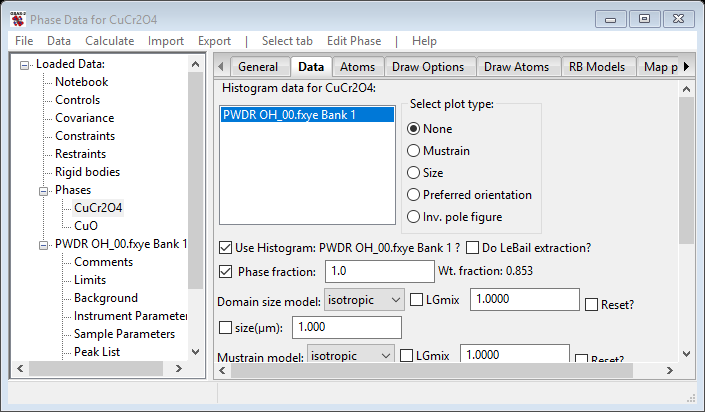 Phase Data for CuCr2O4
File Data Calculate Import Export | Select tab Edit Phase | Help
Loaded Data:
Notebook
Controls
Covariance
Constraints
Restraints
Rigid bodies
Phases
CuCr2O4
CuO
PWDR OH_00.fxye Bank 1
Comments
Limits
Background
Instrument Parameter
Sample Parameters
Peak List
General Data Atoms Draw Options Draw Atoms RB Models Map p
Histogram data for CuCr2O4:
PWDR OH_00.fxye Bank 1
Select plot type:
None
Mustrain
Size
Preferred orientation
Inv. pole figure
Use Histogram: PWDR OH_00.fxye Bank 1 ? Do LeBail extraction?
Phase fraction: 1.0 Wt. fraction: 0.853
Domain size model: isotropic LGmix 1.0000 Reset?
size(μm): 1.000
Mustrain model: isotropic LGmix 1.0000 Reset?